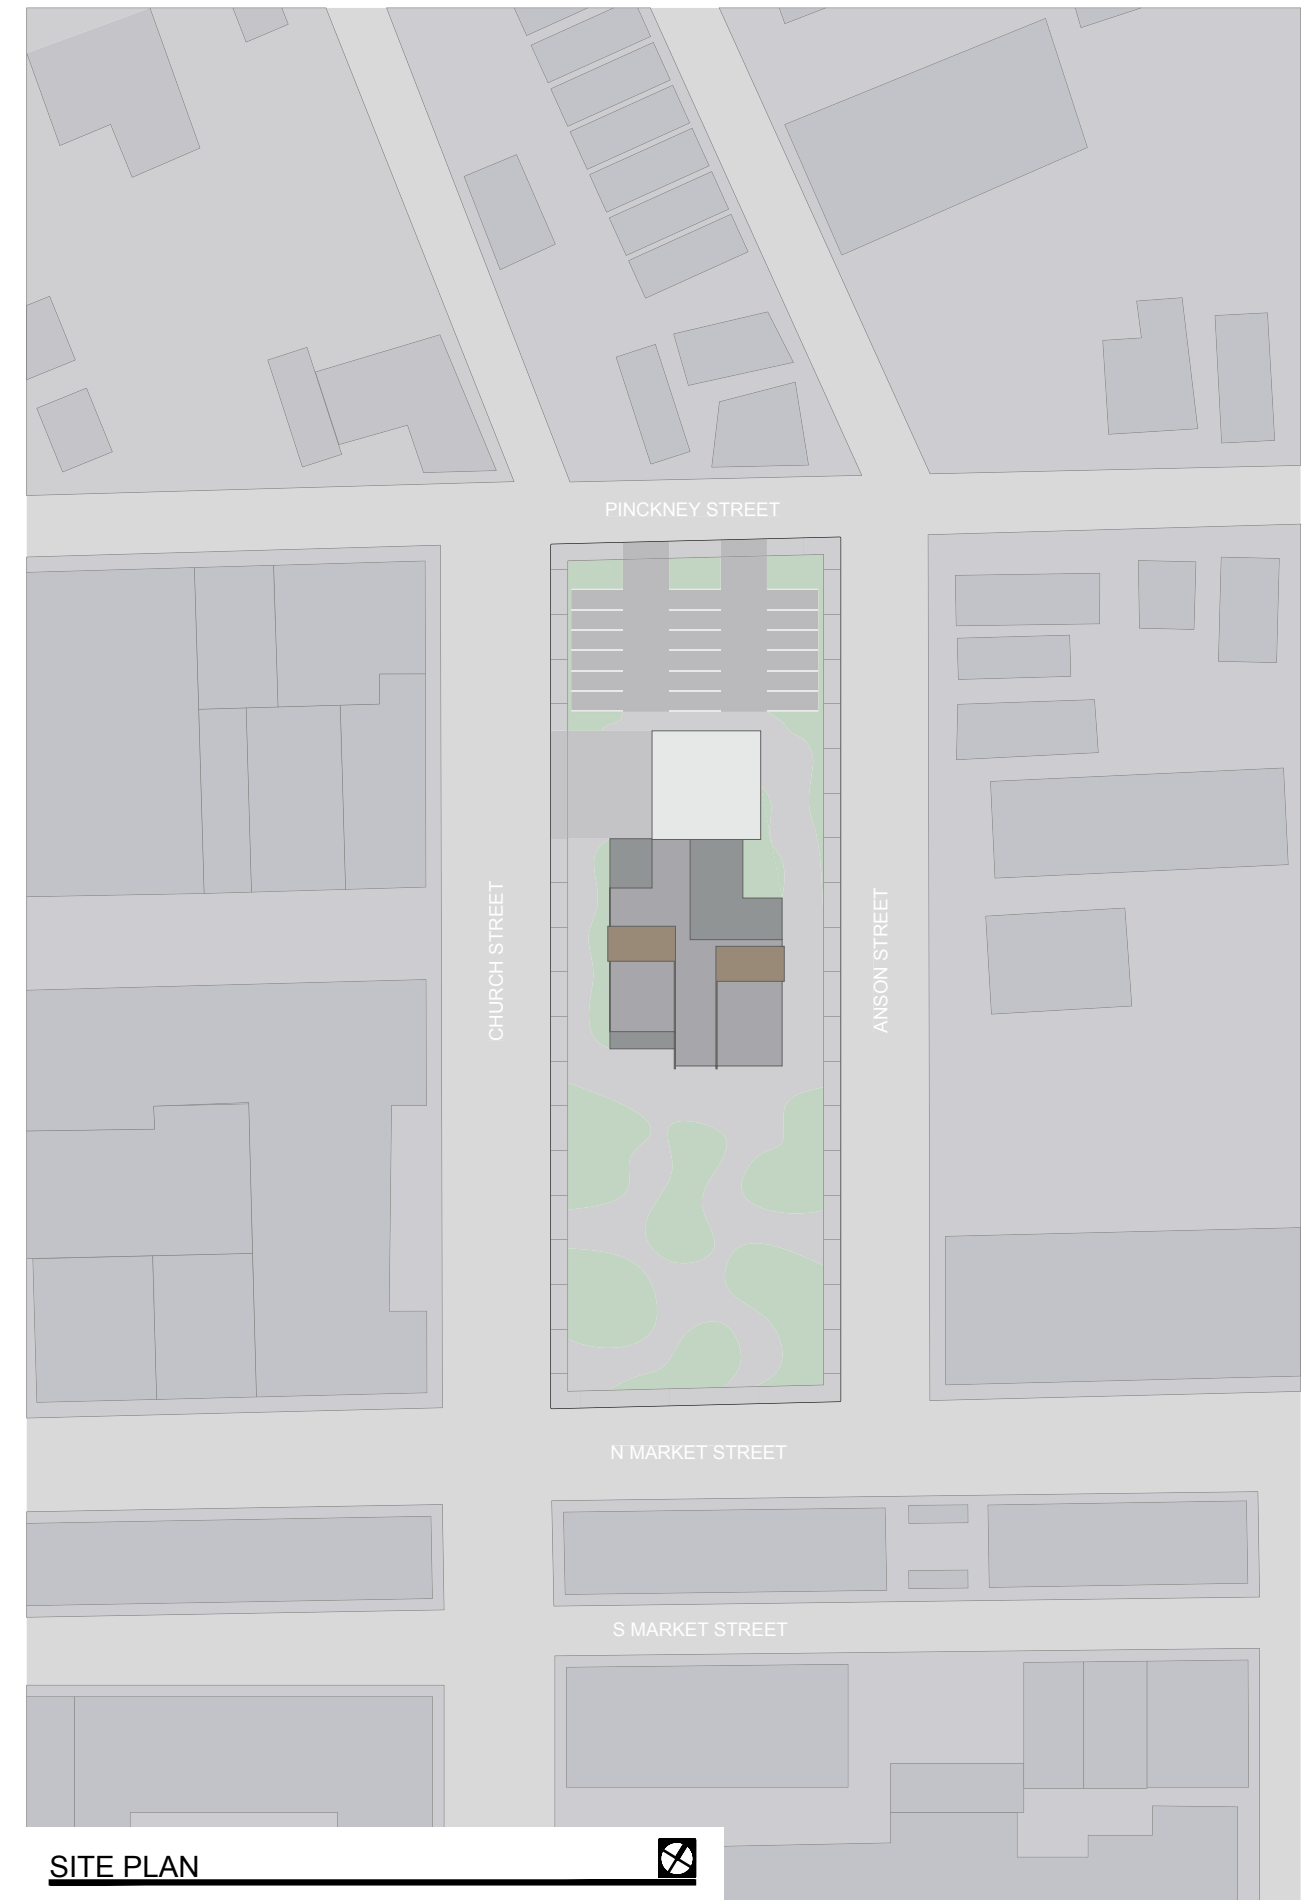 PINCKNEY STREET
CHURCH STREET
ANSON STREET
N MARKET STREET
S MARKET STREET
SITE PLAN